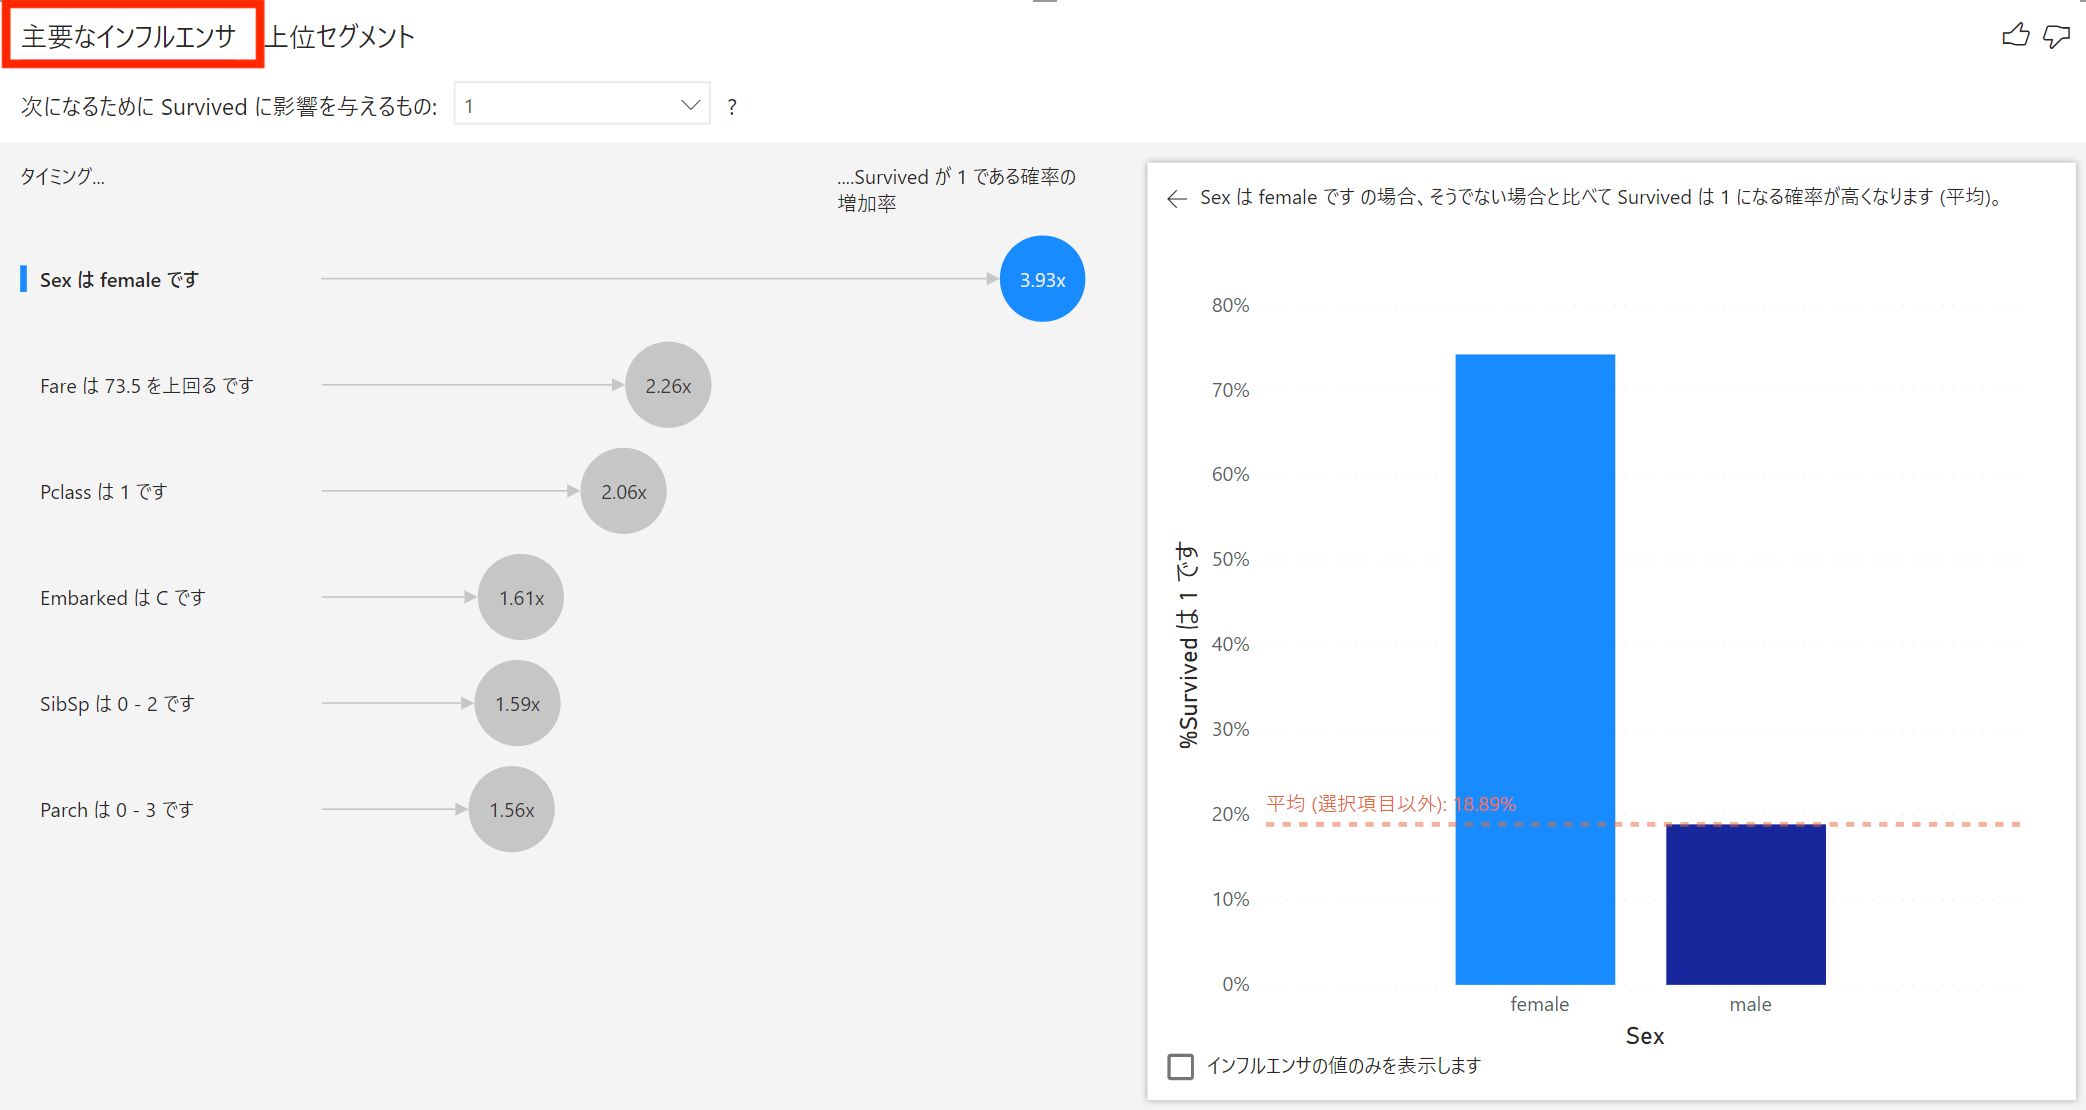 主要なインフルエンサ 上位セグメント
次になるために Survived に影響を与えるもの: 1 ?
タイミング...
....Survived が 1 である確率の
増加率
Sex は female です 3.93x
Fare は 73.5 を上回る です 2.26x
Pclass は 1 です 2.06x
Embarked は C です 1.61x
SibSp は 0 - 2 です 1.59x
Parch は 0 - 3 です 1.56x
← Sex は female です の場合、そうでない場合と比べて Survived は 1 になる確率が高くなります (平均)。
80%
70%
60%
50%
40%
30%
20%
10%
0%
%Survived は 1 です
平均 (選択項目以外): 18.89%
female male
Sex
インフルエンサの値のみを表示します